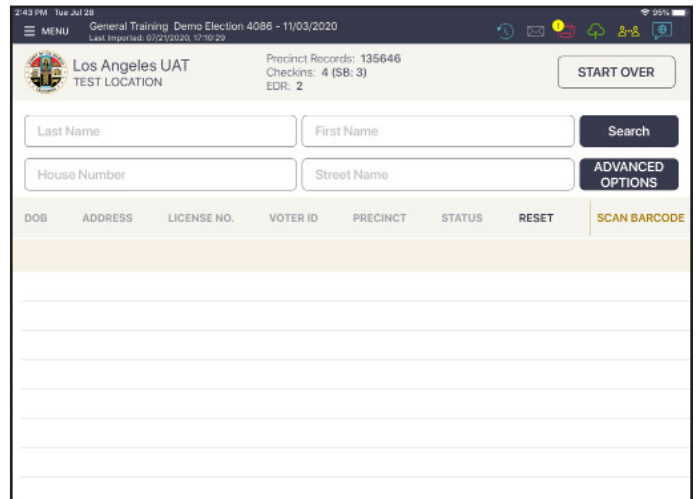 2:43 PM Tue Jul 28 95%
MENU General Training Demo Election 4086 - 11/03/2020
Last Imported: 07/21/2020, 17:10:29
Los Angeles UAT
TEST LOCATION
Precinct Records: 135646
Checkins: 4 (SB: 3)
EDR: 2
START OVER
Last Name First Name Search
House Number Street Name ADVANCED
OPTIONS
DOB ADDRESS LICENSE NO. VOTER ID PRECINCT STATUS RESET SCAN BARCODE